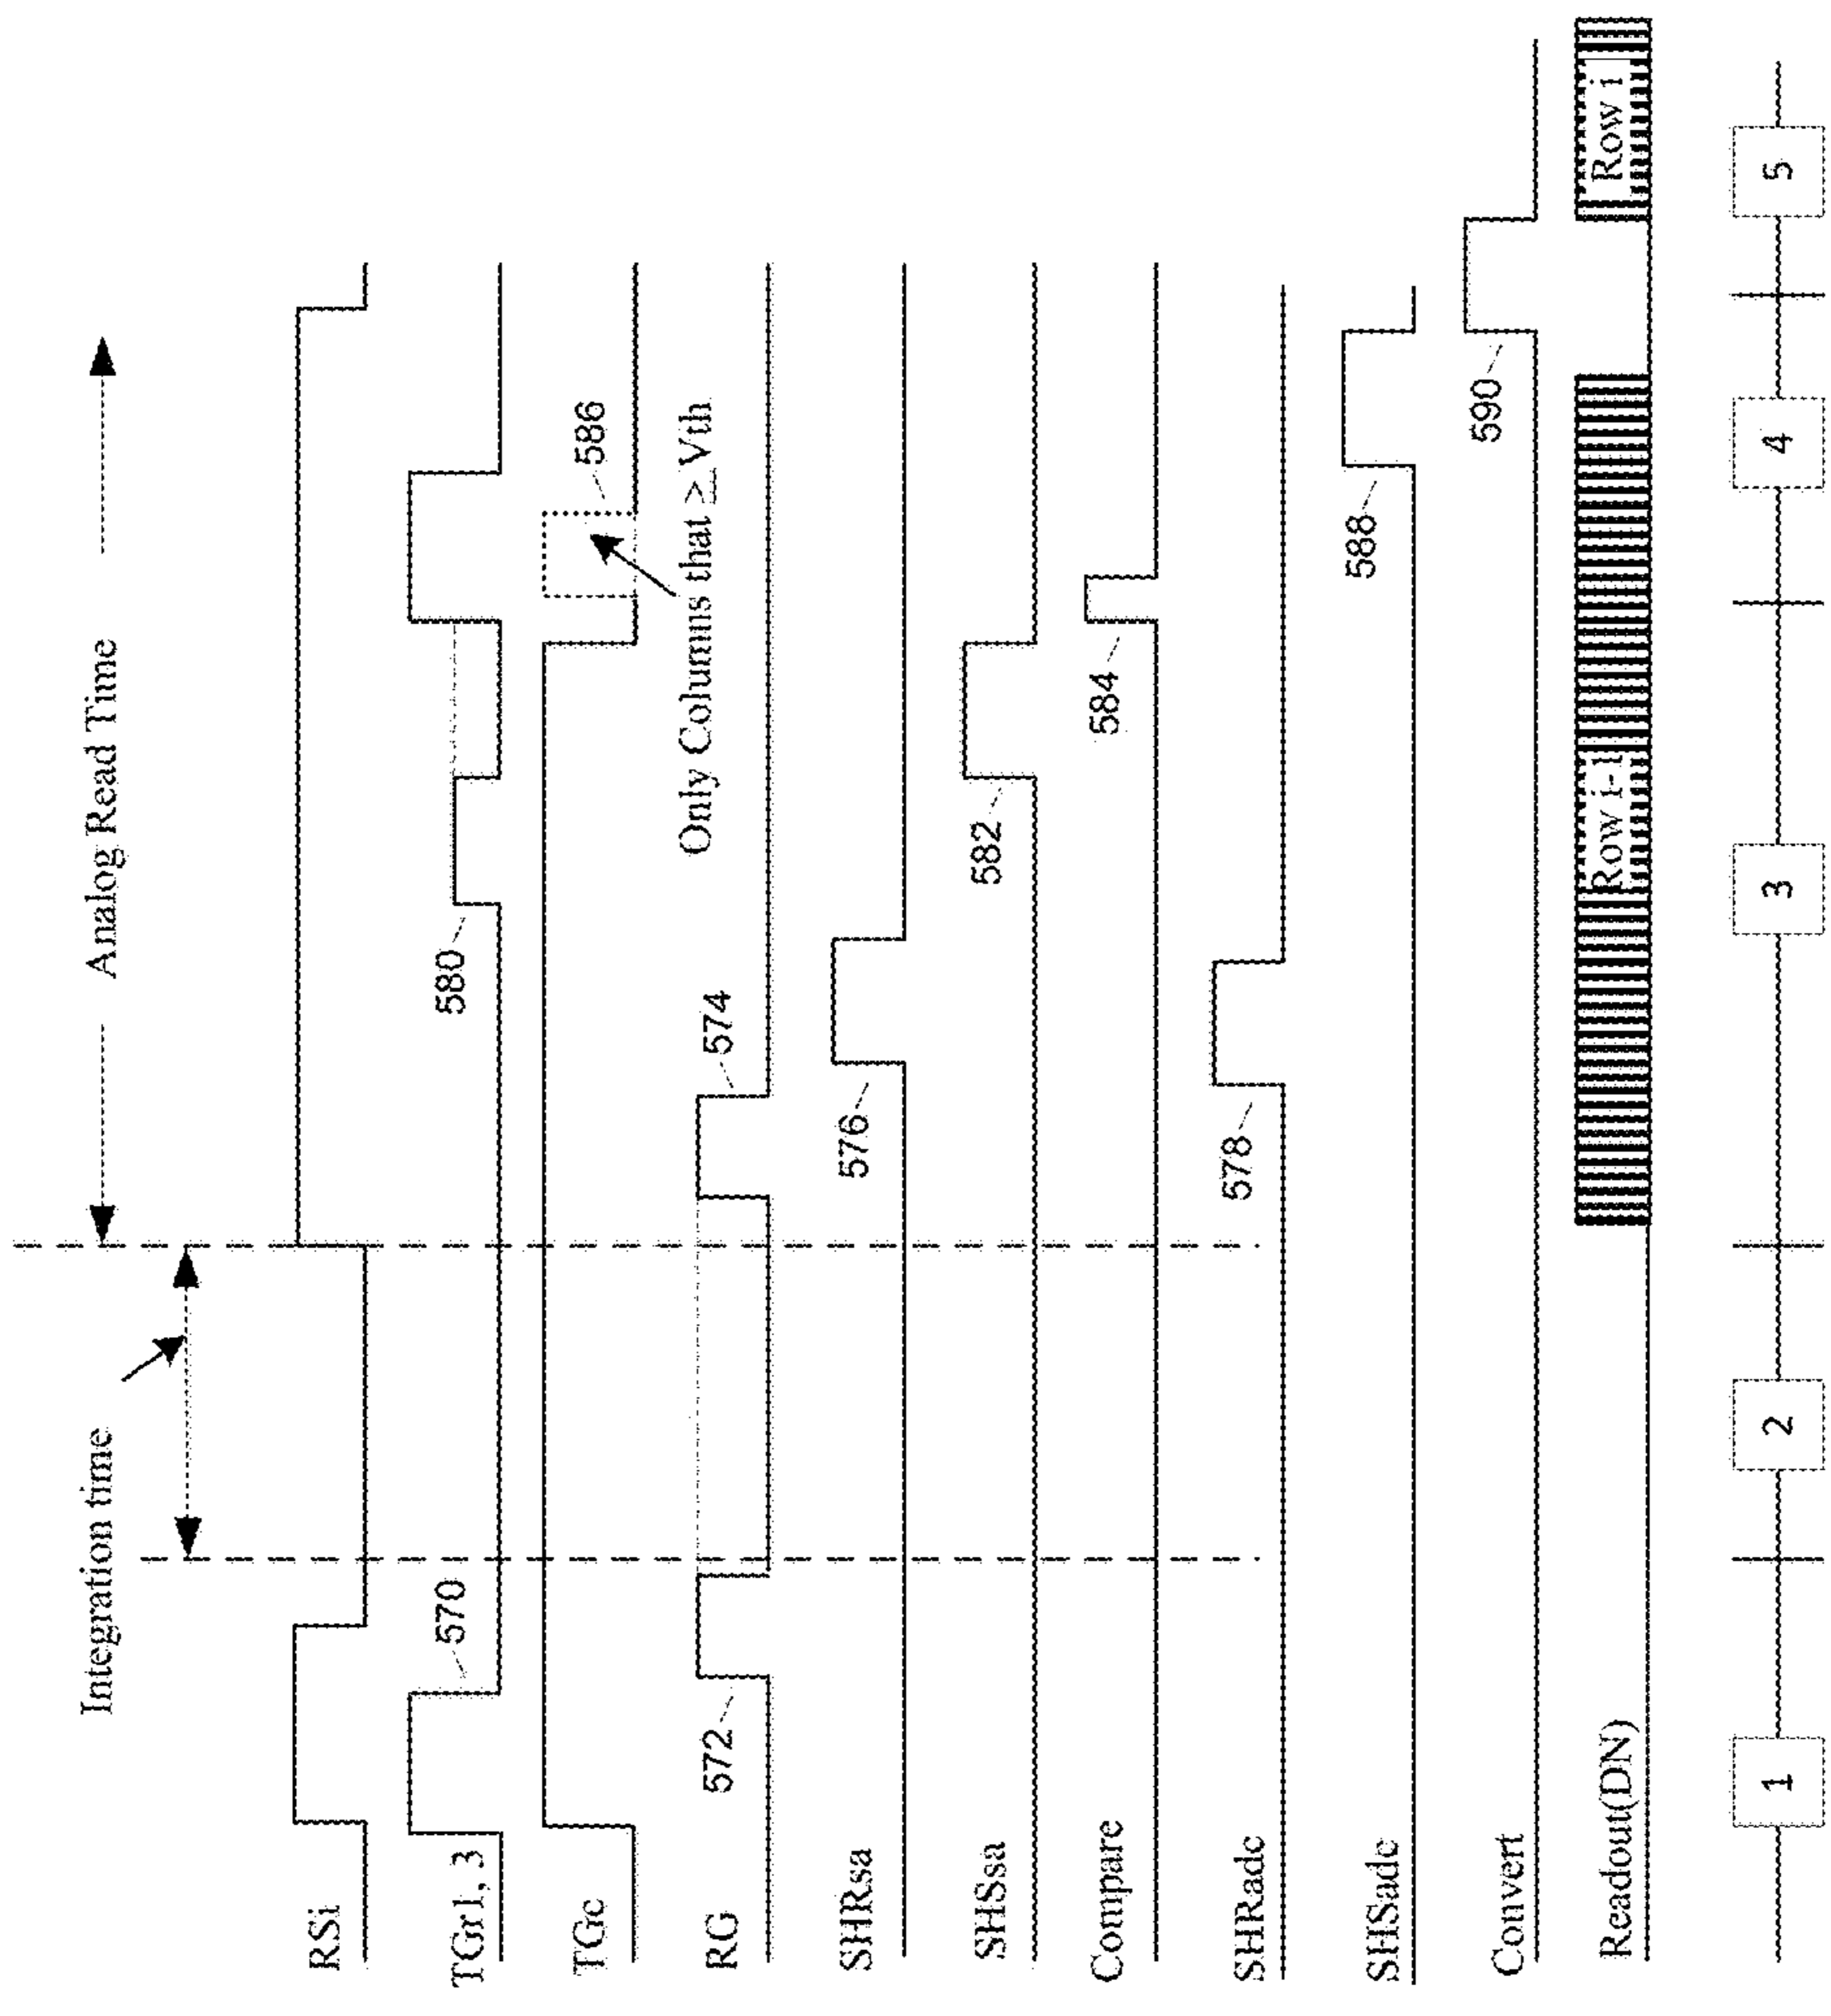 Integration time
Analog Read Time
RSi
TGr1, 3
570
580
TGc
586
Only Columns that ≥ Vth
RG
572
574
SHRsa
576
SHSsa
582
Compare
584
SHRadc
578
SHSadc
588
Convert
590
Readout(DN)
Row i-1
Row i
1
2
3
4
5